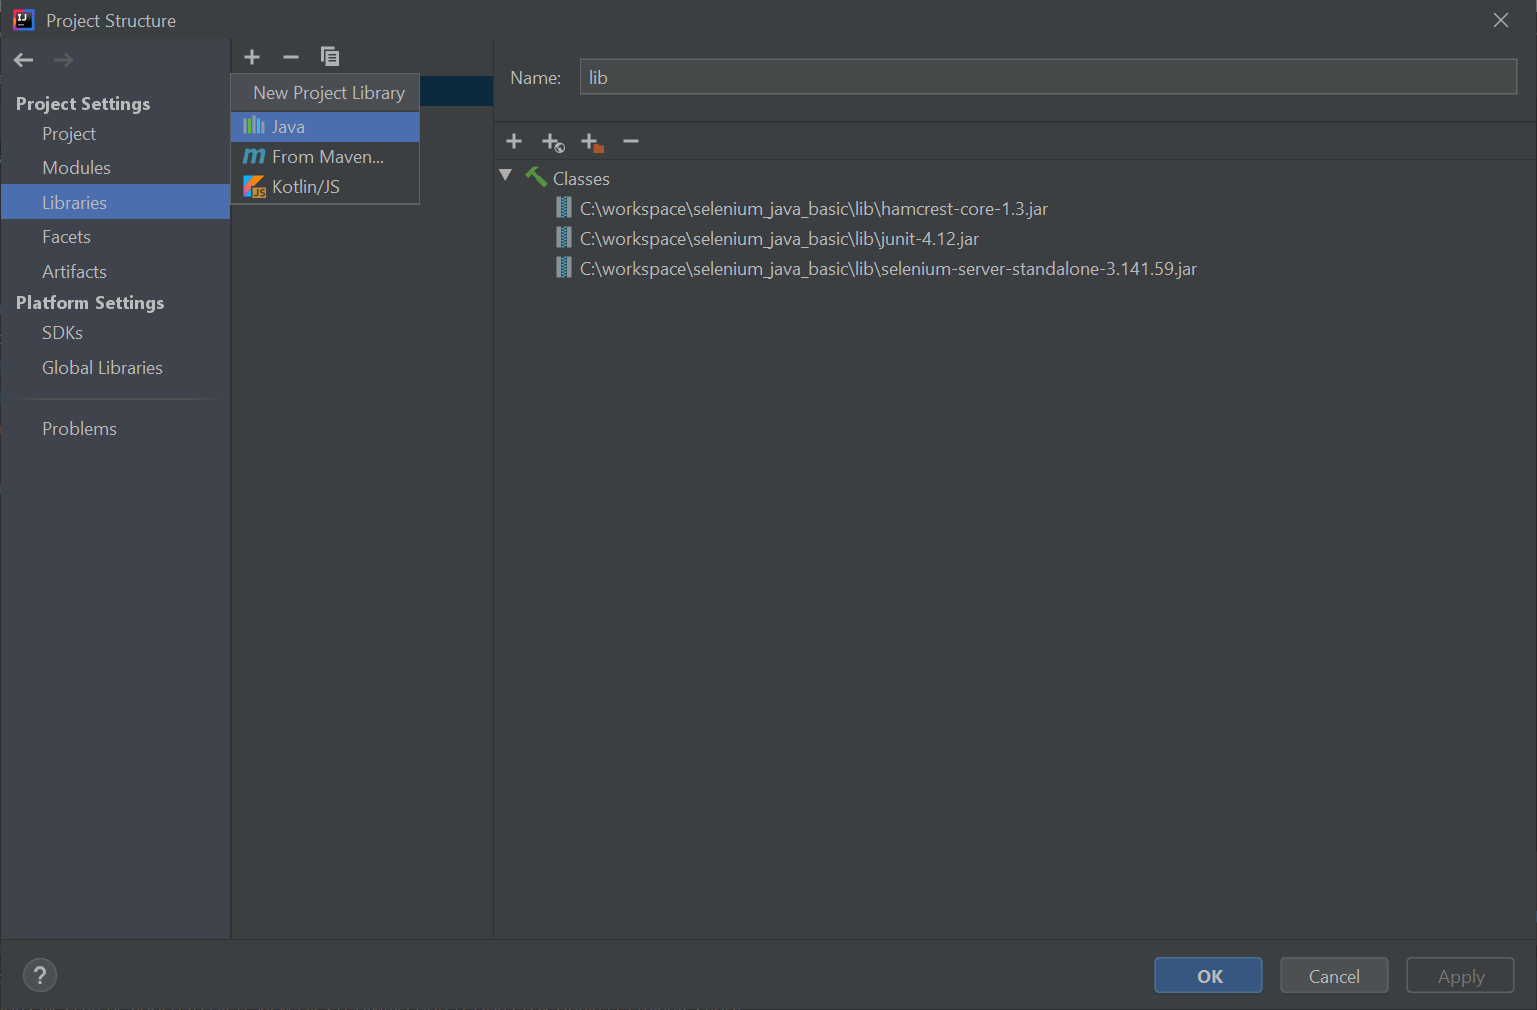 Project Structure
Project Settings
Project
Modules
Libraries
Facets
Artifacts
Platform Settings
SDKs
Global Libraries
Problems
New Project Library
Java
From Maven...
Kotlin/JS
Name: lib
Classes
C:\workspace\selenium_java_basic\lib\hamcrest-core-1.3.jar
C:\workspace\selenium_java_basic\lib\junit-4.12.jar
C:\workspace\selenium_java_basic\lib\selenium-server-standalone-3.141.59.jar
? OK Cancel Apply